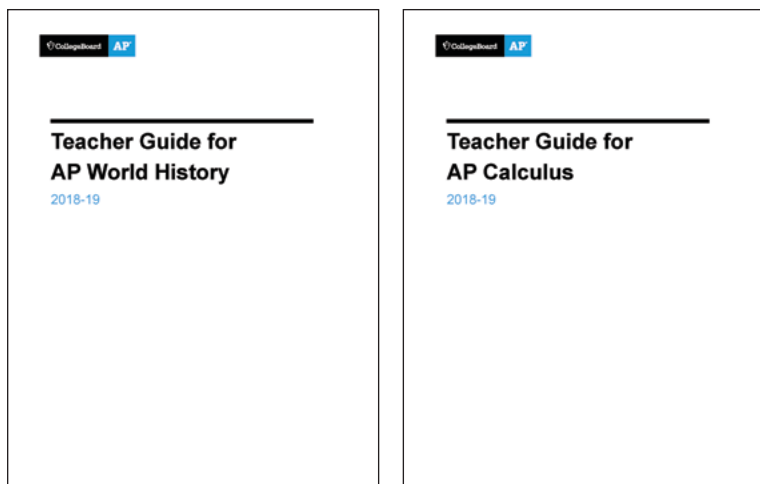 CollegeBoard AP
Teacher Guide for
AP World History
2018-19
CollegeBoard AP
Teacher Guide for
AP Calculus
2018-19